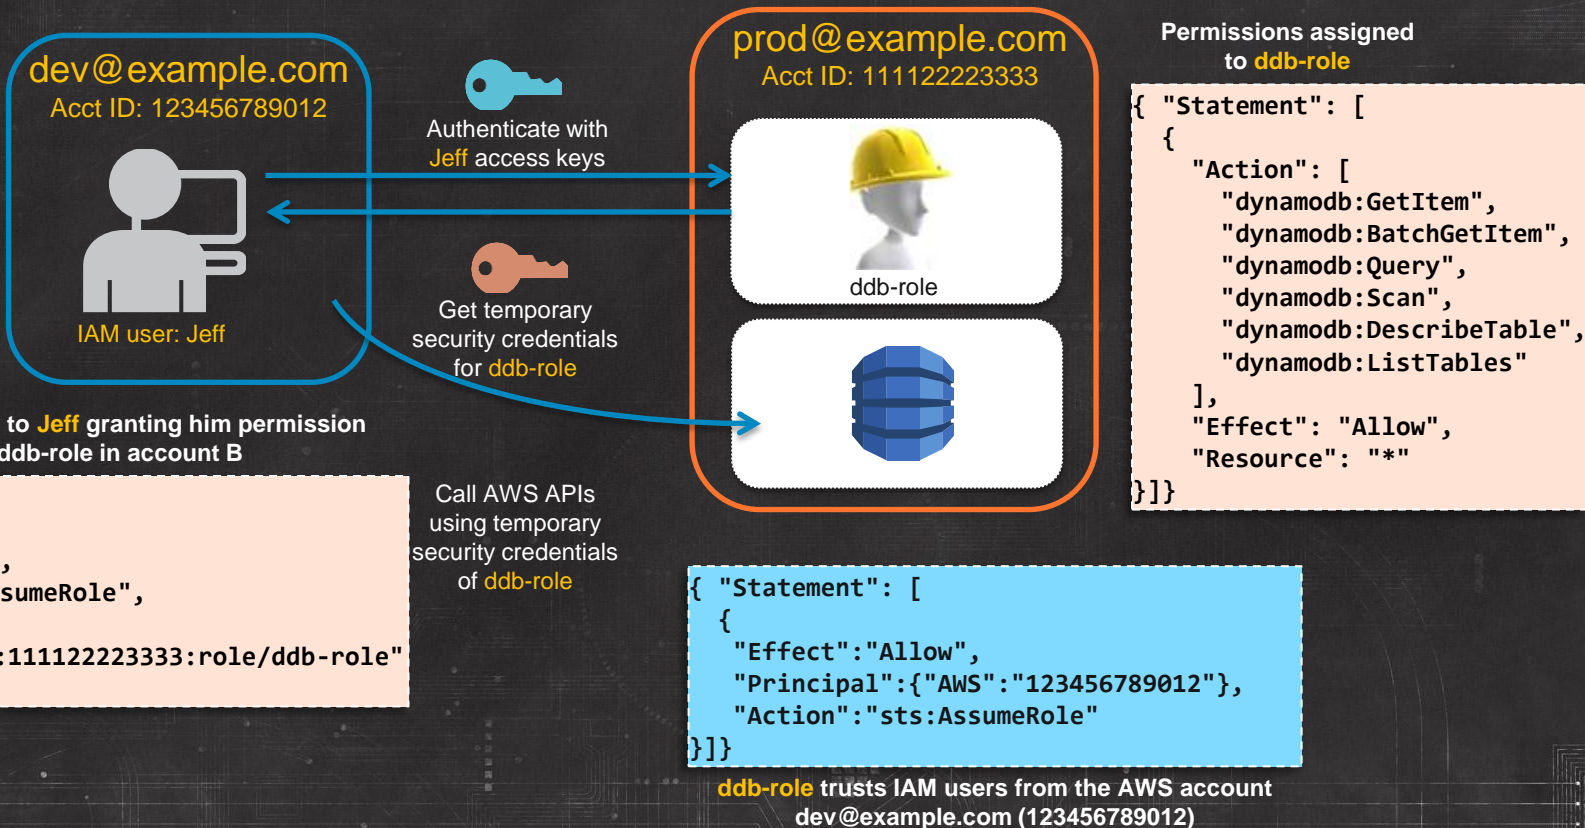 dev@example.com
Acct ID: 123456789012
IAM user: Jeff
Authenticate with
Jeff access keys
Get temporary
security credentials
for ddb-role
Call AWS APIs
using temporary
security credentials
of ddb-role
prod@example.com
Acct ID: 111122223333
ddb-role
Permissions assigned
to ddb-role
{ "Statement": [
{
"Action": [
"dynamodb:GetItem",
"dynamodb:BatchGetItem",
"dynamodb:Query",
"dynamodb:Scan",
"dynamodb:DescribeTable",
"dynamodb:ListTables"
],
"Effect": "Allow",
"Resource": "*"
}]}
to Jeff granting him permission
ddb-role in account B
,
sumeRole",
:111122223333:role/ddb-role"
{ "Statement": [
{
"Effect":"Allow",
"Principal":{"AWS":"123456789012"},
"Action":"sts:AssumeRole"
}]}
ddb-role trusts IAM users from the AWS account
dev@example.com (123456789012)